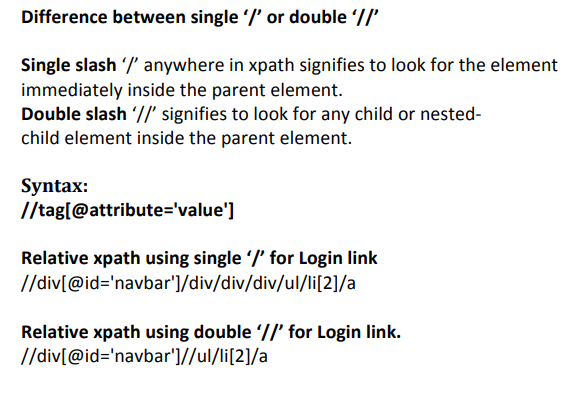 Difference between single ‘/’ or double ‘//’
Single slash ‘/’ anywhere in xpath signifies to look for the element
immediately inside the parent element.
Double slash ‘//’ signifies to look for any child or nested-
child element inside the parent element.
Syntax:
//tag[@attribute='value']
Relative xpath using single ‘/’ for Login link
//div[@id='navbar']/div/div/div/ul/li[2]/a
Relative xpath using double ‘//’ for Login link.
//div[@id='navbar']//ul/li[2]/a